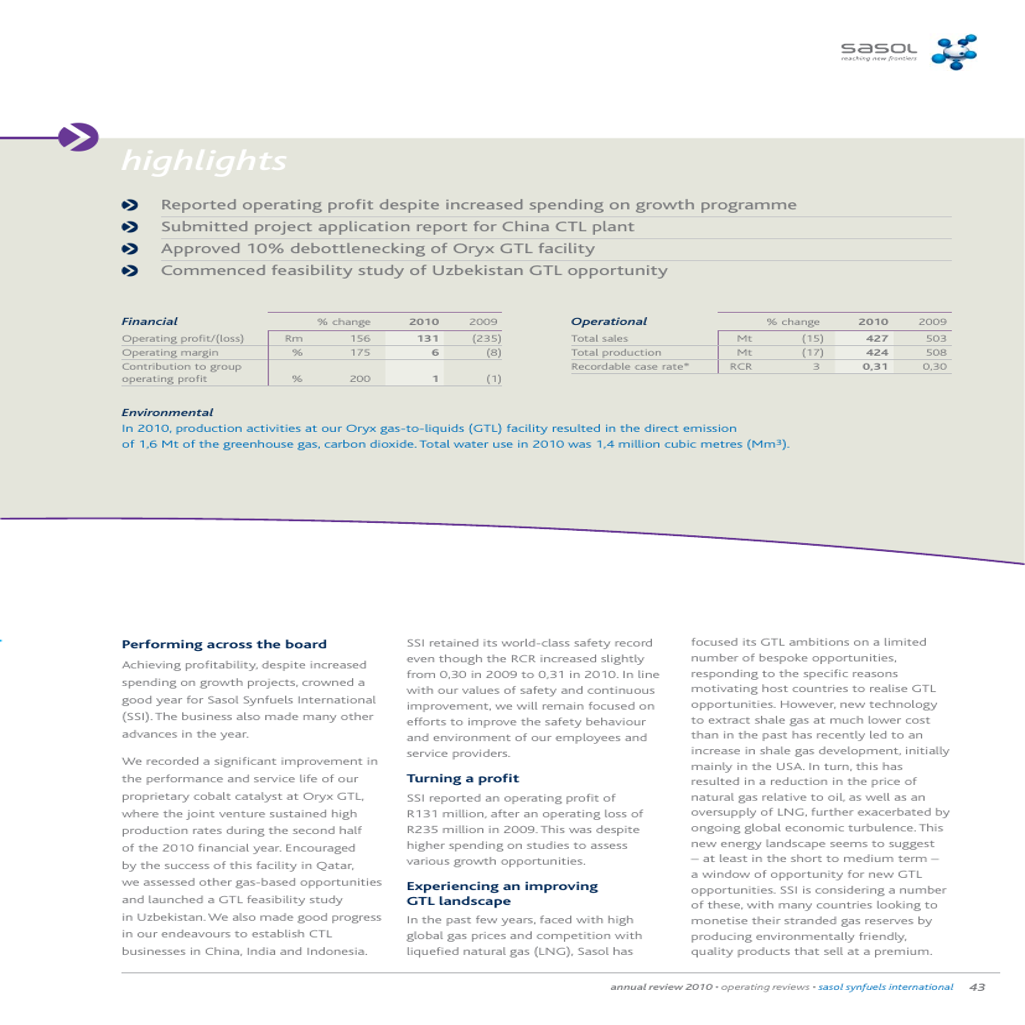 sasol
reaching new frontiers
highlights
Reported operating profit despite increased spending on growth programme
Submitted project application report for China CTL plant
Approved 10% debottlenecking of Oryx GTL facility
Commenced feasibility study of Uzbekistan GTL opportunity
Financial % change 2010 2009
Operating profit/(loss) Rm 156 131 (235)
Operating margin % 175 6 (8)
Contribution to group
operating profit % 200 1 (1)
Operational % change 2010 2009
Total sales Mt (15) 427 503
Total production Mt (17) 424 508
Recordable case rate* RCR 3 0,31 0,30
Environmental
In 2010, production activities at our Oryx gas-to-liquids (GTL) facility resulted in the direct emission
of 1,6 Mt of the greenhouse gas, carbon dioxide. Total water use in 2010 was 1,4 million cubic metres (Mm³).
Performing across the board
Achieving profitability, despite increased
spending on growth projects, crowned a
good year for Sasol Synfuels International
(SSI). The business also made many other
advances in the year.
We recorded a significant improvement in
the performance and service life of our
proprietary cobalt catalyst at Oryx GTL,
where the joint venture sustained high
production rates during the second half
of the 2010 financial year. Encouraged
by the success of this facility in Qatar,
we assessed other gas-based opportunities
and launched a GTL feasibility study
in Uzbekistan. We also made good progress
in our endeavours to establish CTL
businesses in China, India and Indonesia.
SSI retained its world-class safety record
even though the RCR increased slightly
from 0,30 in 2009 to 0,31 in 2010. In line
with our values of safety and continuous
improvement, we will remain focused on
efforts to improve the safety behaviour
and environment of our employees and
service providers.
Turning a profit
SSI reported an operating profit of
R131 million, after an operating loss of
R235 million in 2009. This was despite
higher spending on studies to assess
various growth opportunities.
Experiencing an improving
GTL landscape
In the past few years, faced with high
global gas prices and competition with
liquefied natural gas (LNG), Sasol has
focused its GTL ambitions on a limited
number of bespoke opportunities,
responding to the specific reasons
motivating host countries to realise GTL
opportunities. However, new technology
to extract shale gas at much lower cost
than in the past has recently led to an
increase in shale gas development, initially
mainly in the USA. In turn, this has
resulted in a reduction in the price of
natural gas relative to oil, as well as an
oversupply of LNG, further exacerbated by
ongoing global economic turbulence. This
new energy landscape seems to suggest
– at least in the short to medium term –
a window of opportunity for new GTL
opportunities. SSI is considering a number
of these, with many countries looking to
monetise their stranded gas reserves by
producing environmentally friendly,
quality products that sell at a premium.
annual review 2010 • operating reviews • sasol synfuels international 43